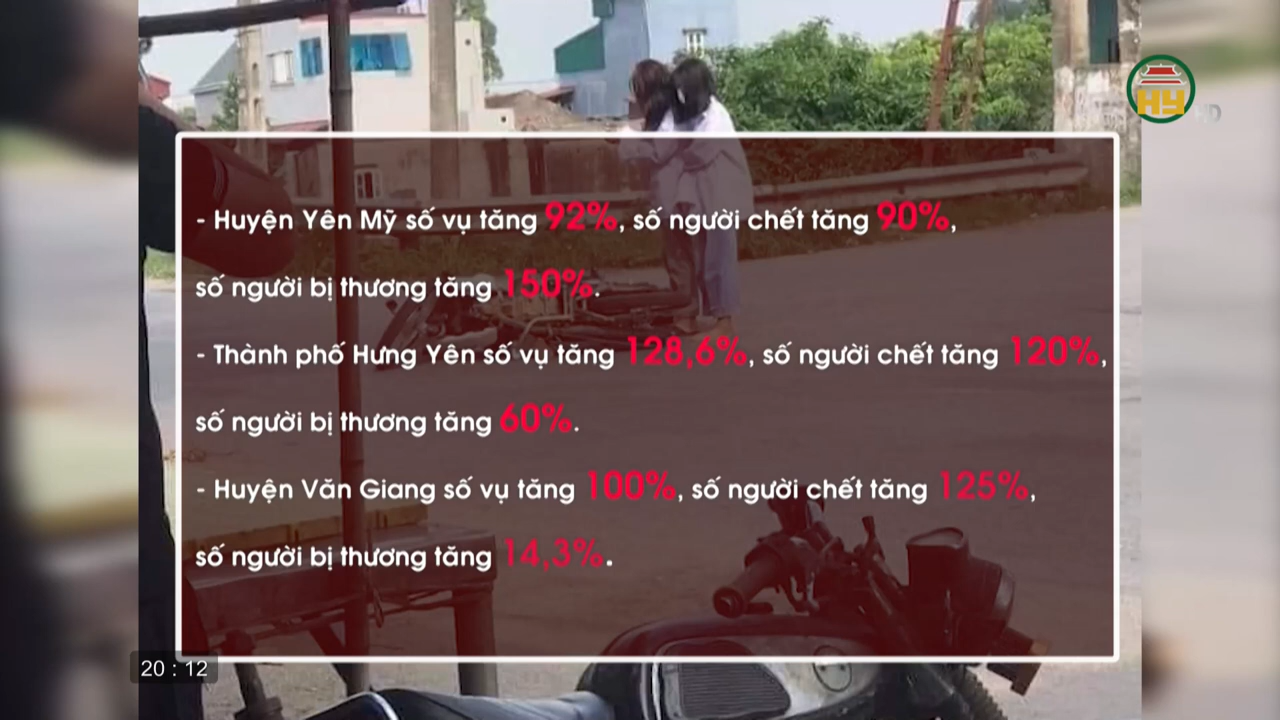 HY HD
- Huyện Yên Mỹ số vụ tăng 92%, số người chết tăng 90%,
số người bị thương tăng 150%.
- Thành phố Hưng Yên số vụ tăng 128,6%, số người chết tăng 120%,
số người bị thương tăng 60%.
- Huyện Văn Giang số vụ tăng 100%, số người chết tăng 125%,
số người bị thương tăng 14,3%.
20 : 12